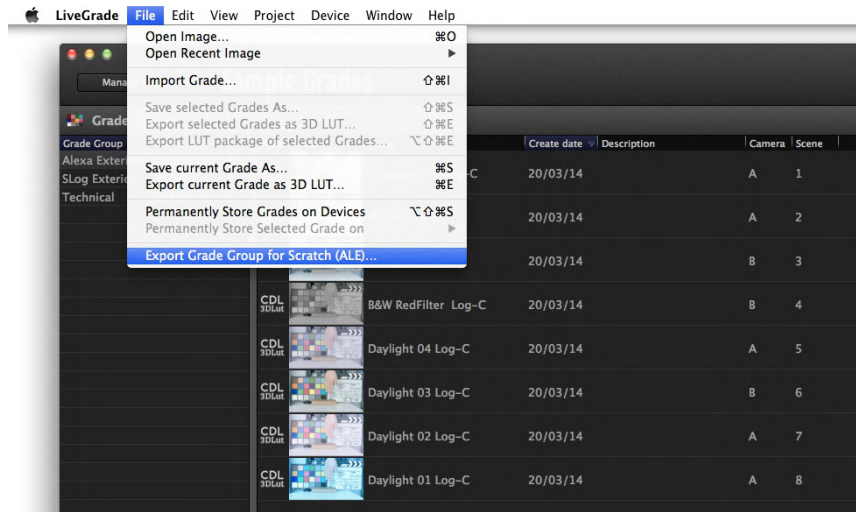 LiveGrade File Edit View Project Device Window Help
Open Image... ⌘O
Open Recent Image ▶
Import Grade... ⇧⌘I
Save selected Grades As... ⇧⌘S
Export selected Grades as 3D LUT... ⇧⌘E
Export LUT package of selected Grades... ⌥⇧⌘E
Save current Grade As... ⌘S
Export current Grade as 3D LUT... ⌘E
Permanently Store Grades on Devices ⌥⇧⌘S
Permanently Store Selected Grade on ▶
Export Grade Group for Scratch (ALE)...
Grade Group Create date Description Camera Scene
SLog
Technical
-C 20/03/14 A 1
20/03/14 A 2
20/03/14 B 3
CDL 3DLut B&W RedFilter Log-C 20/03/14 B 4
CDL 3DLut Daylight 04 Log-C 20/03/14 A 5
CDL 3DLut Daylight 03 Log-C 20/03/14 B 6
CDL 3DLut Daylight 02 Log-C 20/03/14 A 7
CDL 3DLut Daylight 01 Log-C 20/03/14 A 8